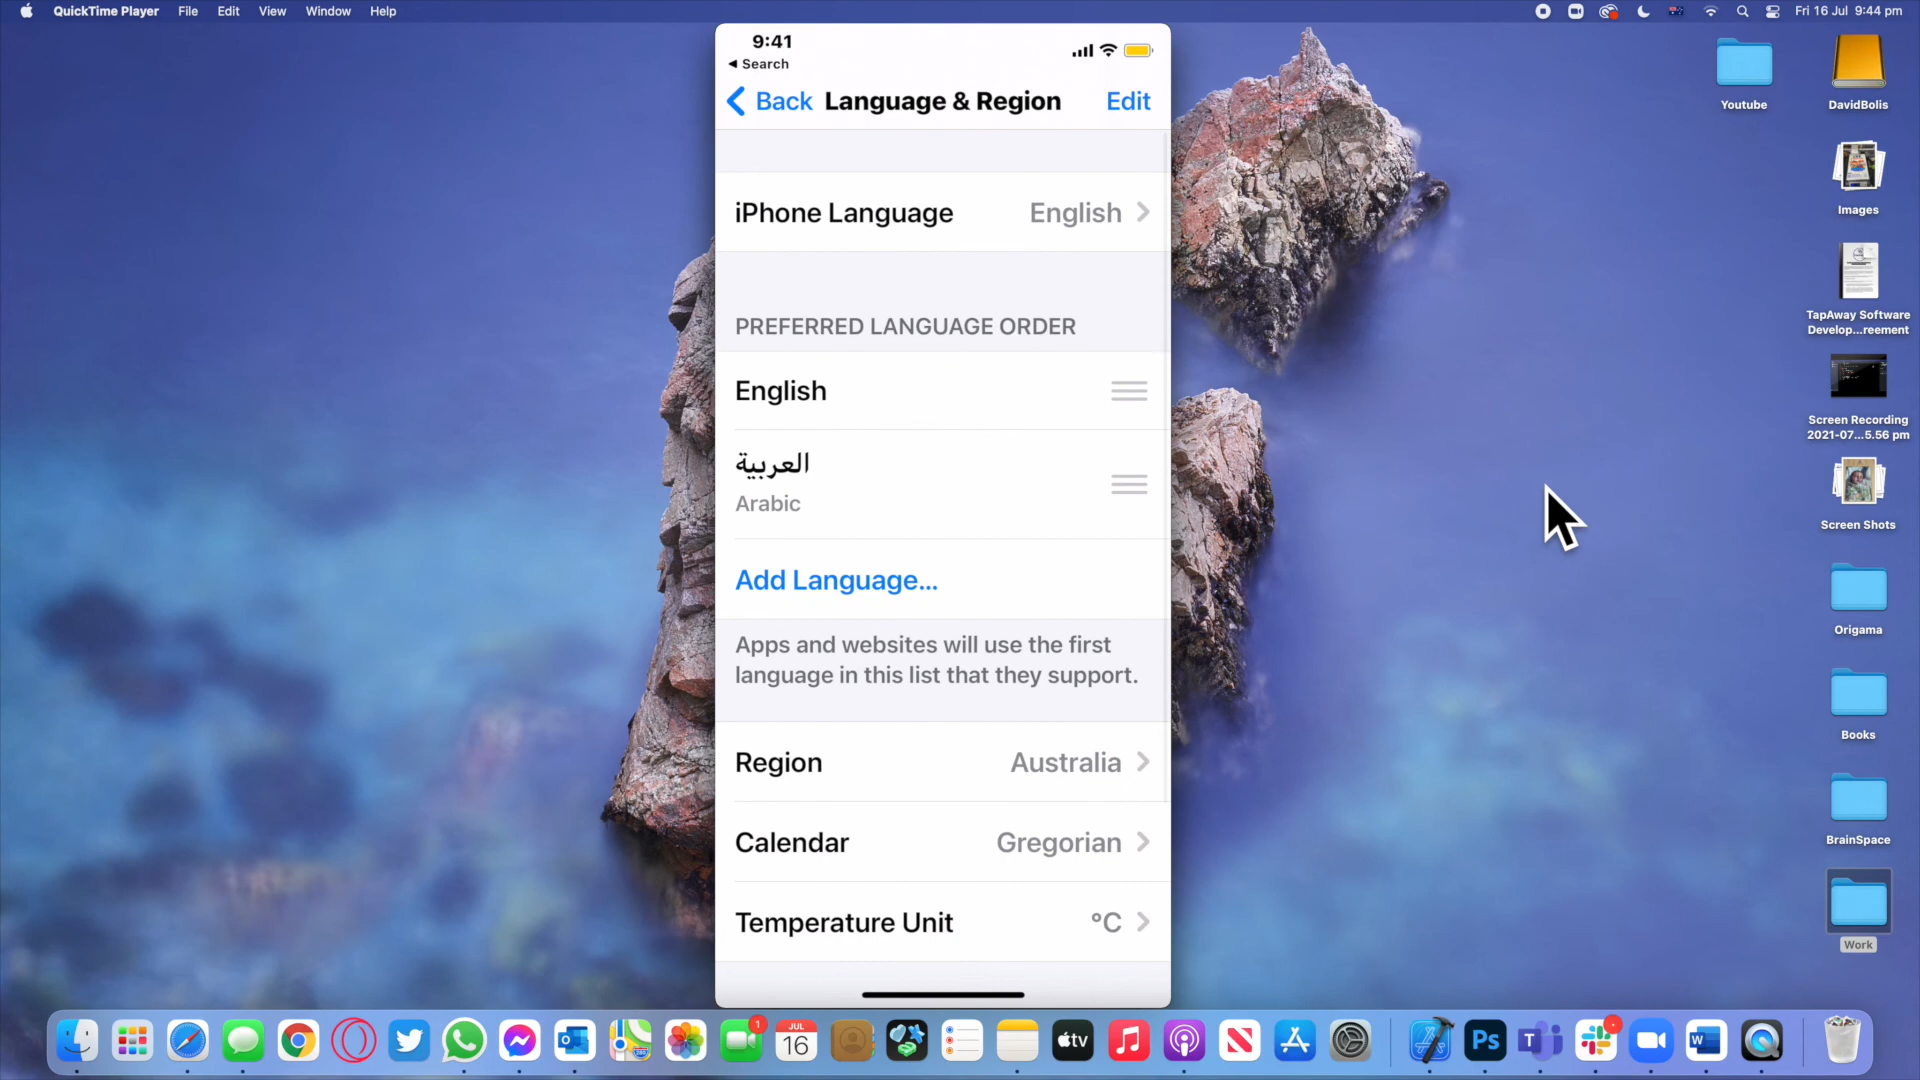 QuickTime Player File Edit View Window Help
Fri 16 Jul 9:44 pm
9:41
Search
Back Language & Region Edit
iPhone Language English
PREFERRED LANGUAGE ORDER
English
العربية
Arabic
Add Language...
Apps and websites will use the first
language in this list that they support.
Region Australia
Calendar Gregorian
Temperature Unit °C
Youtube
DavidBolis
Images
TapAway Software
Develop...reement
Screen Recording
2021-07...5.56 pm
Screen Shots
Origama
Books
BrainSpace
Work
1
JUL
16
tv
Ps
T
W